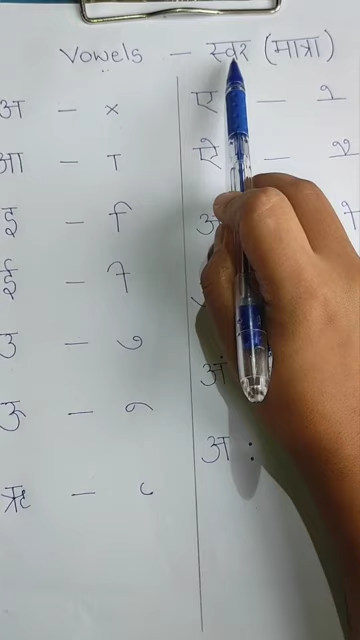 Vowels — स्वर (मात्रा)
अ — x
आ — ा
इ — ि
ई — ी
उ — ु
ऊ — ू
ऋ — ृ
ए — े
ऐ — ै
अं
अ :